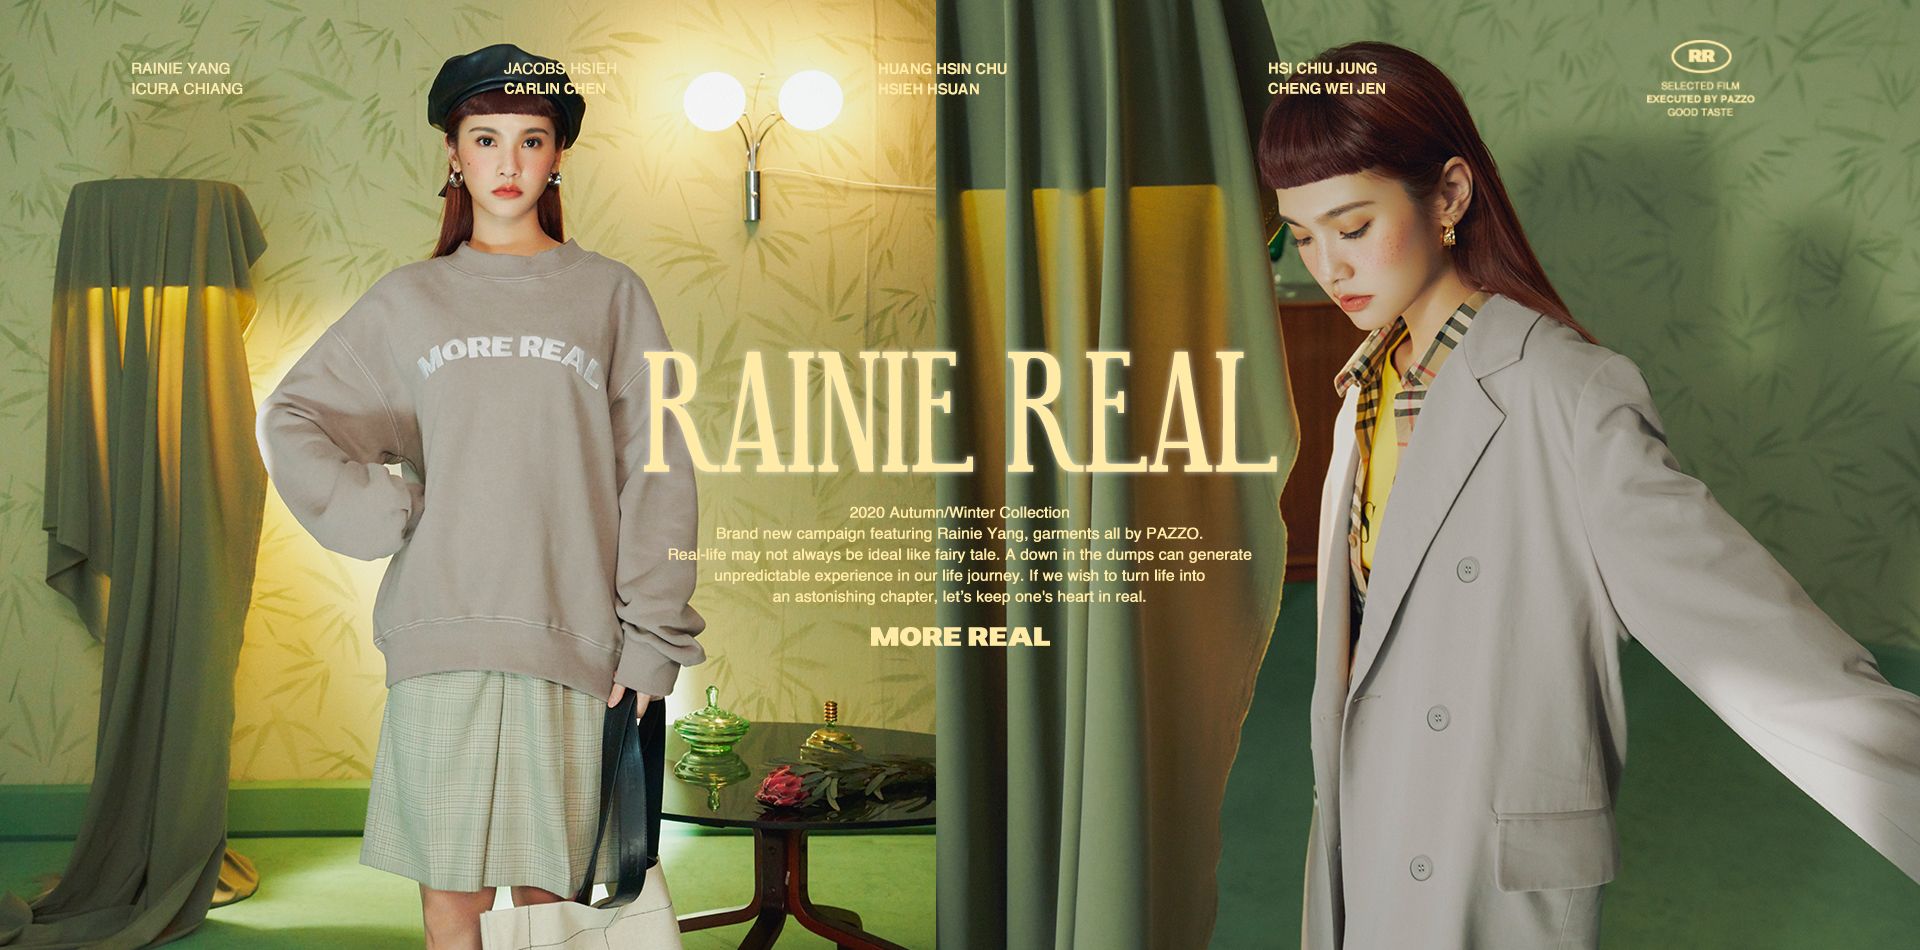 RAINIE YANG
ICURA CHIANG
JACOBS HSIEH
CARLIN CHEN
HUANG HSIN CHU
HSIEH HSUAN
HSI CHIU JUNG
CHENG WEI JEN
RR
SELECTED FILM
EXECUTED BY PAZZO
GOOD TASTE
MORE REAL
RAINIE REAL
2020 Autumn/Winter Collection
Brand new campaign featuring Rainie Yang, garments all by PAZZO.
Real-life may not always be ideal like fairy tale. A down in the dumps can generate
unpredictable experience in our life journey. If we wish to turn life into
an astonishing chapter, let’s keep one's heart in real.
MORE REAL